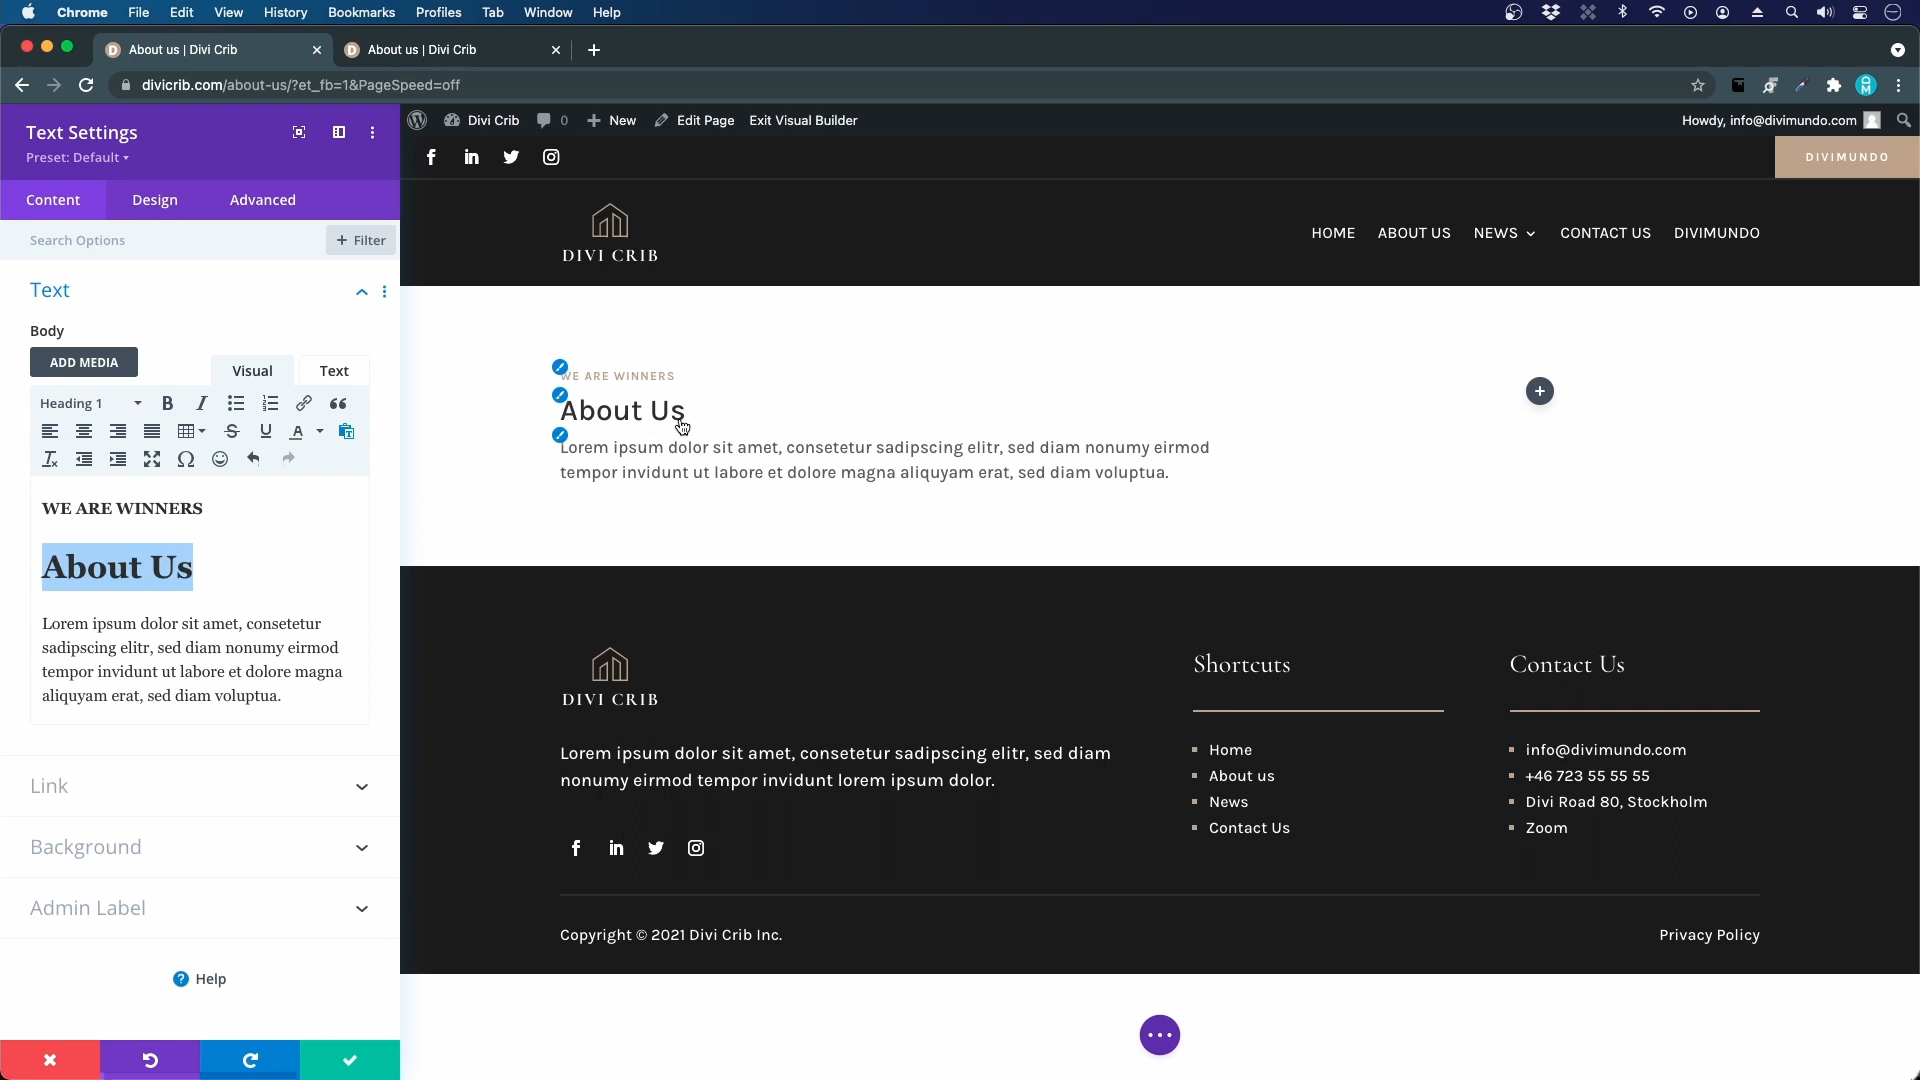 Chrome File Edit View History Bookmarks Profiles Tab Window Help
About us | Divi Crib
About us | Divi Crib
divicrib.com/about-us/?et_fb=1&PageSpeed=off
Text Settings
Preset: Default
Content Design Advanced
Search Options
+ Filter
Text
Body
ADD MEDIA
Visual Text
Heading 1
WE ARE WINNERS
About Us
Lorem ipsum dolor sit amet, consetetur
sadipscing elitr, sed diam nonumy eirmod
tempor invidunt ut labore et dolore magna
aliquyam erat, sed diam voluptua.
Link
Background
Admin Label
Help
Divi Crib 0 New Edit Page Exit Visual Builder
Howdy, info@divimundo.com
DIVIMUNDO
DIVI CRIB
HOME ABOUT US NEWS CONTACT US DIVIMUNDO
WE ARE WINNERS
About Us
Lorem ipsum dolor sit amet, consetetur sadipscing elitr, sed diam nonumy eirmod
tempor invidunt ut labore et dolore magna aliquyam erat, sed diam voluptua.
DIVI CRIB
Lorem ipsum dolor sit amet, consetetur sadipscing elitr, sed diam
nonumy eirmod tempor invidunt lorem ipsum dolor.
Shortcuts
Home
About us
News
Contact Us
Contact Us
info@divimundo.com
+46 723 55 55 55
Divi Road 80, Stockholm
Zoom
Copyright © 2021 Divi Crib Inc.
Privacy Policy